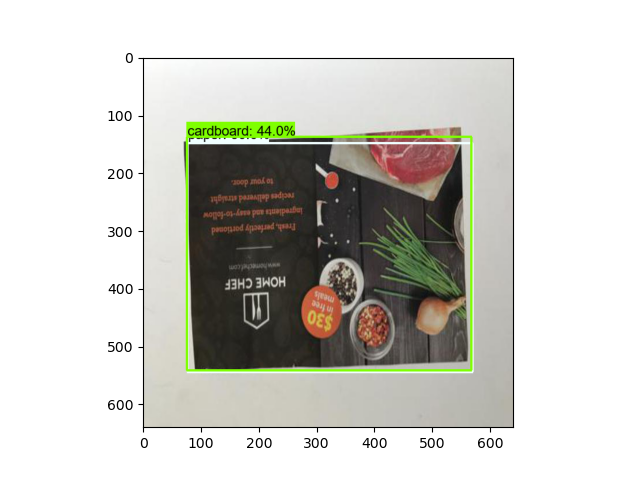 cardboard: 44.0%
HOME CHEF
www.homechef.com
Fresh, perfectly portioned
ingredients and easy-to-follow
recipes delivered straight
to your door.
$30
in free
meals
0
100
200
300
400
500
600
0 100 200 300 400 500 600